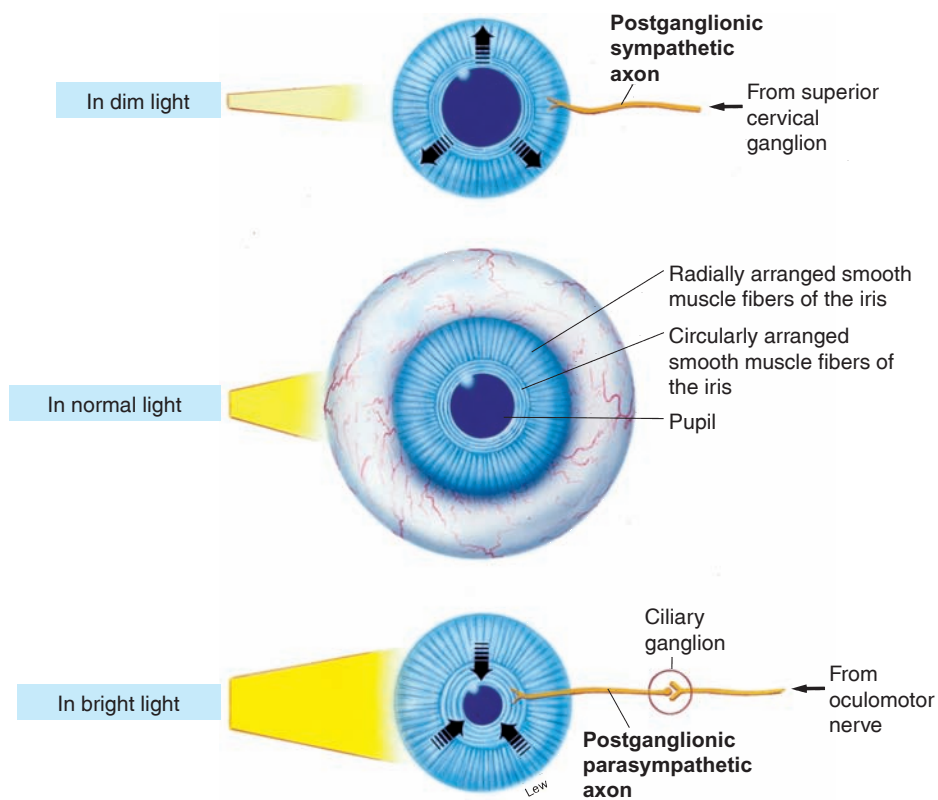 Postganglionic
sympathetic
axon
In dim light
From superior
cervical
ganglion
Radially arranged smooth
muscle fibers of the iris
Circularly arranged
smooth muscle fibers of
the iris
In normal light
Pupil
Ciliary
ganglion
From
oculomotor
nerve
In bright light
Postganglionic
parasympathetic
axon
Lew